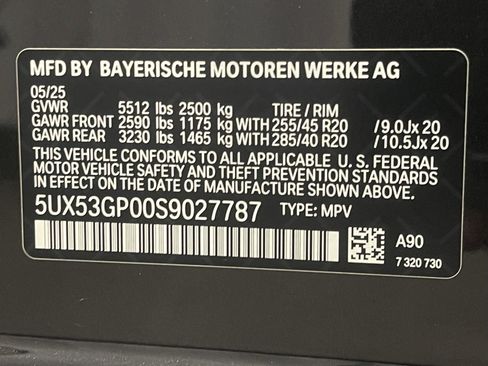 MFD BY BAYERISCHE MOTOREN WERKE AG
05/25
GVWR 5512 lbs 2500 kg TIRE / RIM
GAWR FRONT 2590 lbs 1175 kg WITH 255/45 R20 /9.0Jx 20
GAWR REAR 3230 lbs 1465 kg WITH 285/40 R20 /10.5Jx 20
THIS VEHICLE CONFORMS TO ALL APPLICABLE U. S. FEDERAL
MOTOR VEHICLE SAFETY AND THEFT PREVENTION STANDARDS
IN EFFECT ON THE DATE OF MANUFACTURE SHOWN ABOVE.
5UX53GP00S9027787 TYPE: MPV
A90
7 320 730